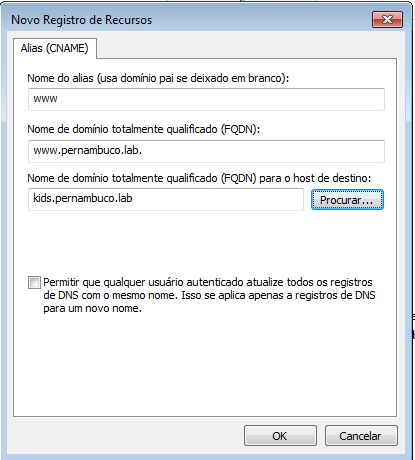 Novo Registro de Recursos
Alias (CNAME)
Nome do alias (usa domínio pai se deixado em branco):
www
Nome de domínio totalmente qualificado (FQDN):
www.pernambuco.lab.
Nome de domínio totalmente qualificado (FQDN) para o host de destino:
kids.pernambuco.lab
Procurar...
Permitir que qualquer usuário autenticado atualize todos os registros
de DNS com o mesmo nome. Isso se aplica apenas a registros de DNS
para um novo nome.
OK
Cancelar